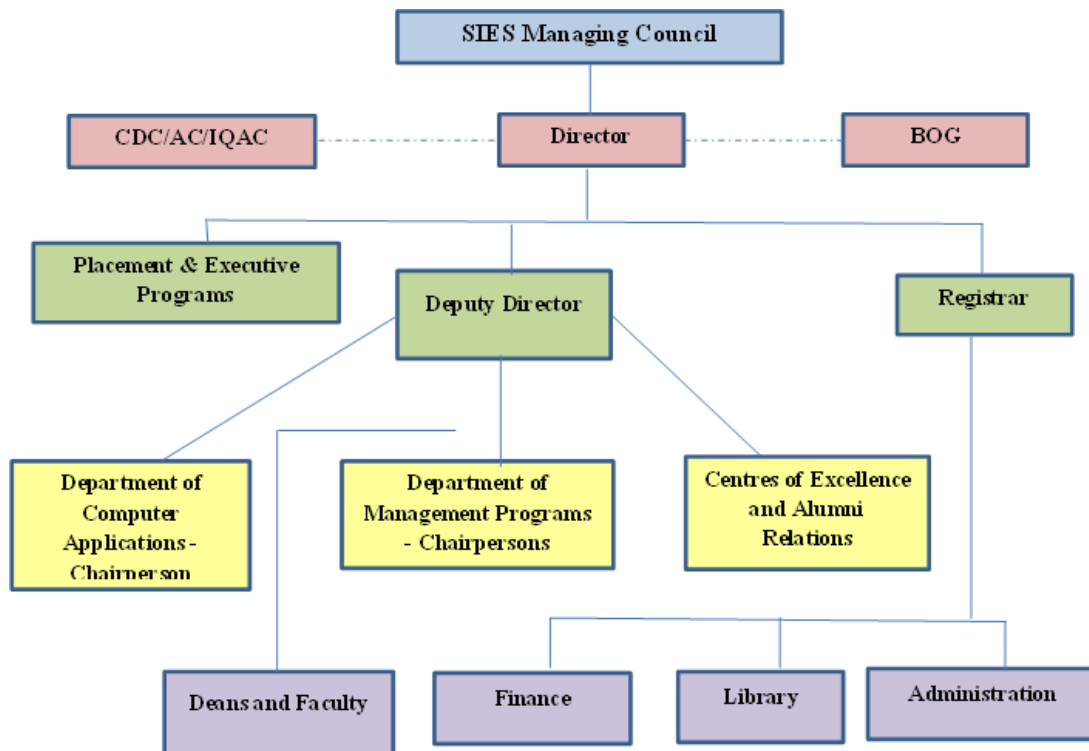 SIES Managing Council
CDC/AC/IQAC
Director
BOG
Placement & Executive
Programs
Deputy Director
Registrar
Department of
Computer
Applications-
Chairperson
Department of
Management Programs
- Chairpersons
Centres of Excellence
and Alumni
Relations
Deans and Faculty
Finance
Library
Administration